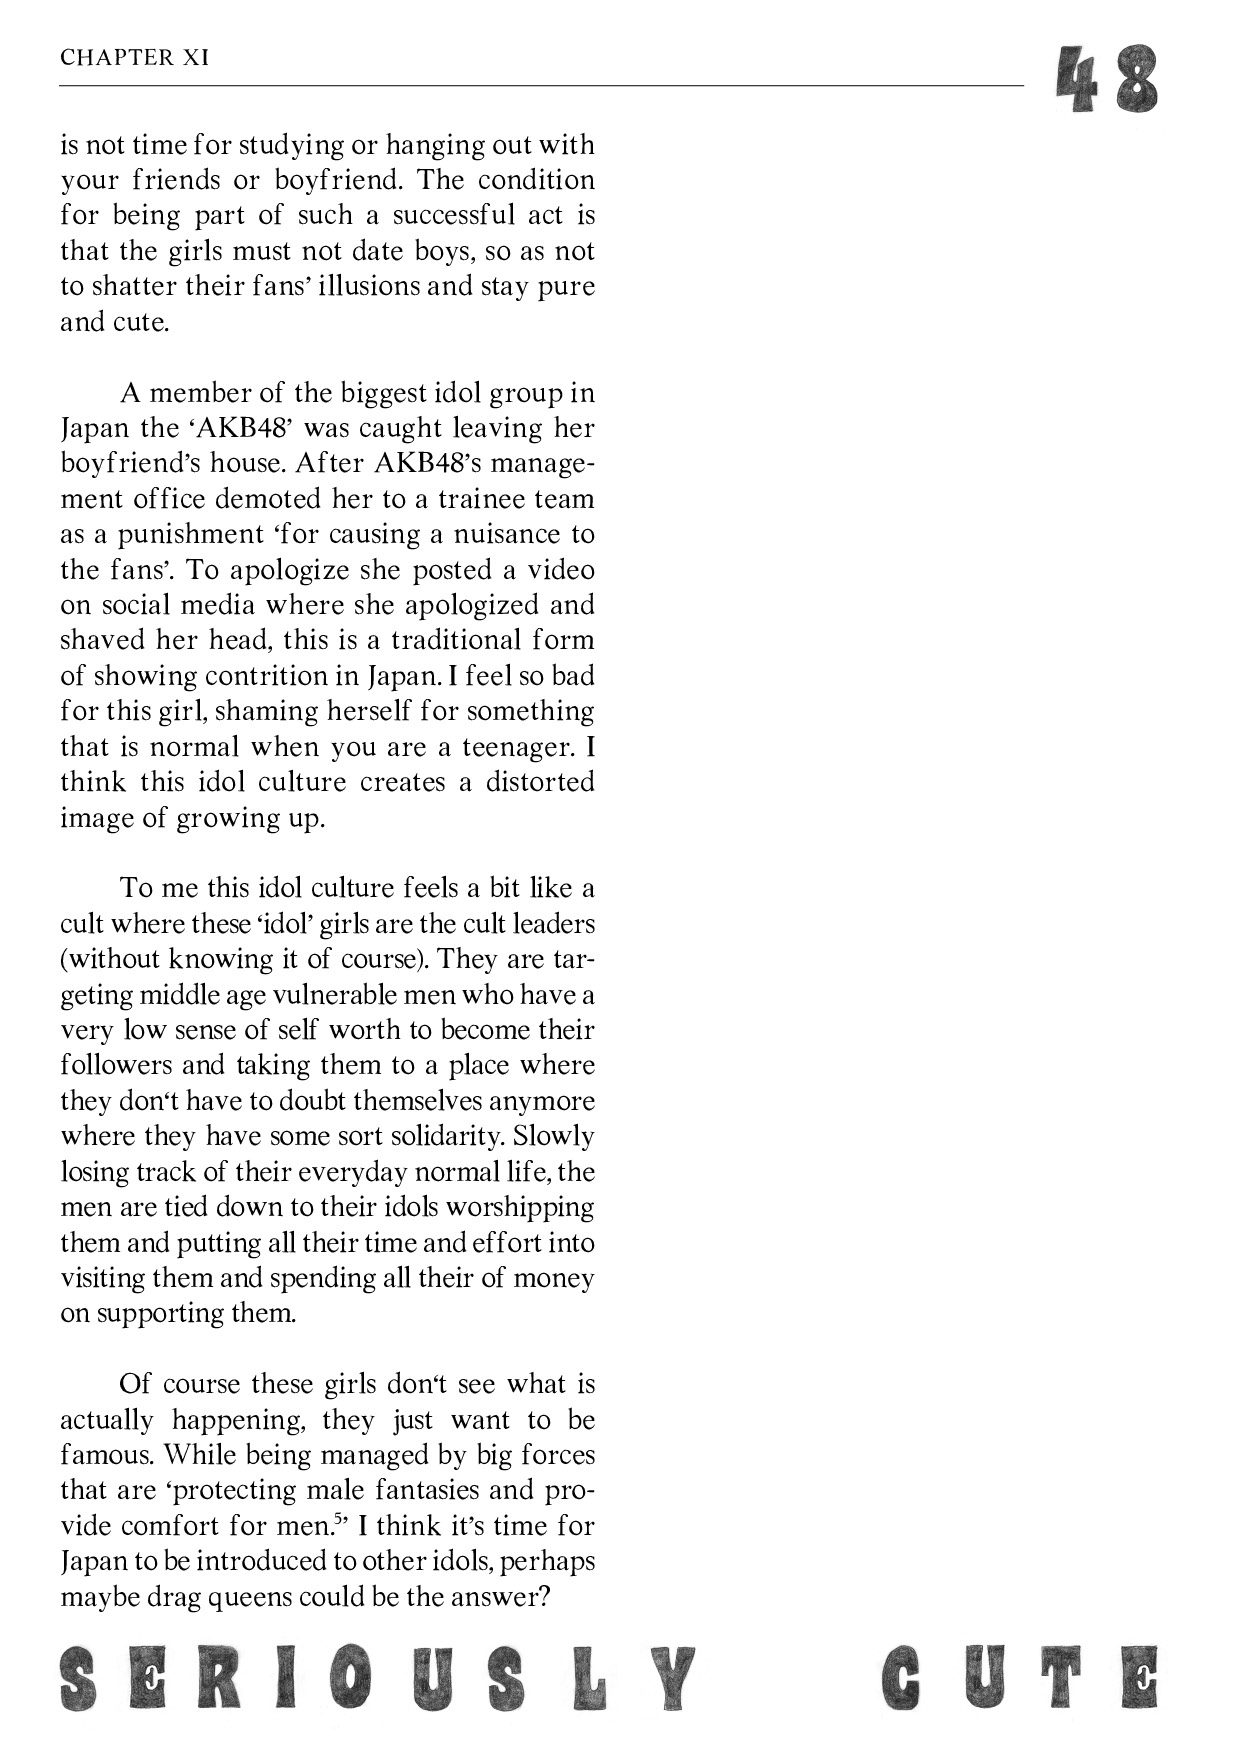 CHAPTER XI
48
is not time for studying or hanging out with
your friends or boyfriend. The condition
for being part of such a successful act is
that the girls must not date boys, so as not
to shatter their fans’ illusions and stay pure
and cute.
A member of the biggest idol group in
Japan the ‘AKB48’ was caught leaving her
boyfriend’s house. After AKB48’s manage-
ment office demoted her to a trainee team
as a punishment ‘for causing a nuisance to
the fans’. To apologize she posted a video
on social media where she apologized and
shaved her head, this is a traditional form
of showing contrition in Japan. I feel so bad
for this girl, shaming herself for something
that is normal when you are a teenager. I
think this idol culture creates a distorted
image of growing up.
To me this idol culture feels a bit like a
cult where these ‘idol’ girls are the cult leaders
(without knowing it of course). They are tar-
geting middle age vulnerable men who have a
very low sense of self worth to become their
followers and taking them to a place where
they don‘t have to doubt themselves anymore
where they have some sort solidarity. Slowly
losing track of their everyday normal life, the
men are tied down to their idols worshipping
them and putting all their time and effort into
visiting them and spending all their of money
on supporting them.
Of course these girls don‘t see what is
actually happening, they just want to be
famous. While being managed by big forces
that are ‘protecting male fantasies and pro-
vide comfort for men.⁵’ I think it’s time for
Japan to be introduced to other idols, perhaps
maybe drag queens could be the answer?
SERIOUSLY CUTE